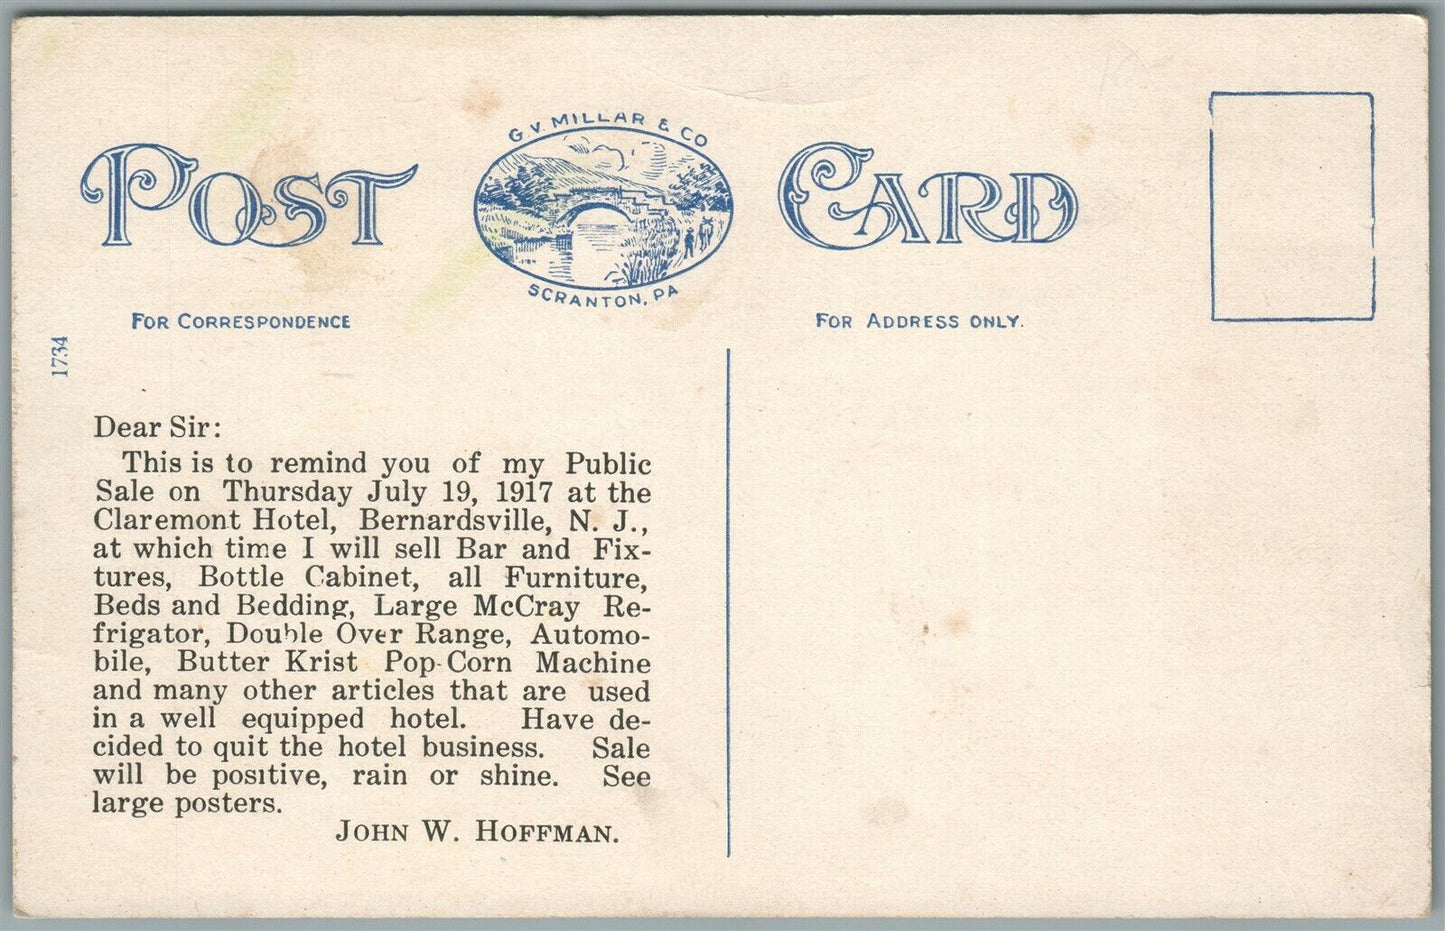 G. V. MILLAR & CO
POST CARD
SCRANTON, PA
FOR CORRESPONDENCE
FOR ADDRESS ONLY.
1734
Dear Sir:
This is to remind you of my Public
Sale on Thursday July 19, 1917 at the
Claremont Hotel, Bernardsville, N. J.,
at which time I will sell Bar and Fix-
tures, Bottle Cabinet, all Furniture,
Beds and Bedding, Large McCray Re-
frigator, Double Over Range, Automo-
bile, Butter Krist Pop-Corn Machine
and many other articles that are used
in a well equipped hotel. Have de-
cided to quit the hotel business. Sale
will be positive, rain or shine. See
large posters.
JOHN W. HOFFMAN.